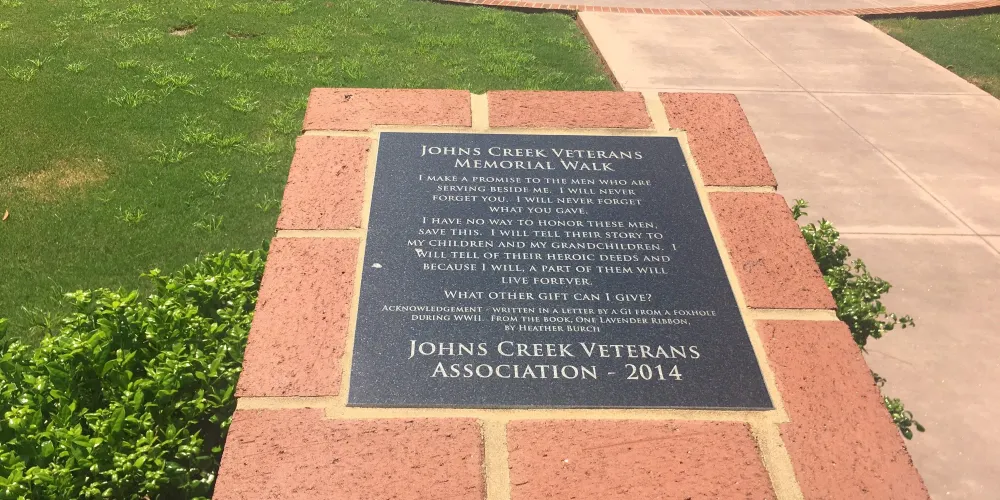 Johns Creek Veterans
Memorial Walk
I make a promise to the men who are
serving beside me. I will never
forget you. I will never forget
what you gave.
I have no way to honor these men,
save this. I will tell their story to
my children and my grandchildren. I
will tell of their heroic deeds and
because I will, a part of them will
live forever.
What other gift can I give?
Acknowledgement - written in a letter by a GI from a foxhole
during WWII. From the book, One Lavender Ribbon,
by Heather Burch
Johns Creek Veterans
Association - 2014